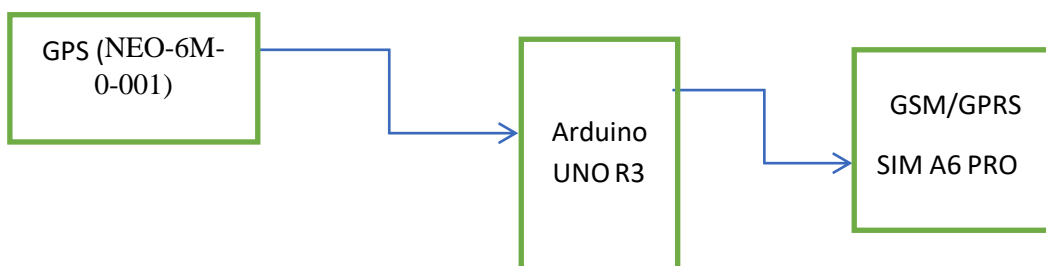 GPS (NEO-6M-
0-001)
Arduino
UNO R3
GSM/GPRS
SIM A6 PRO